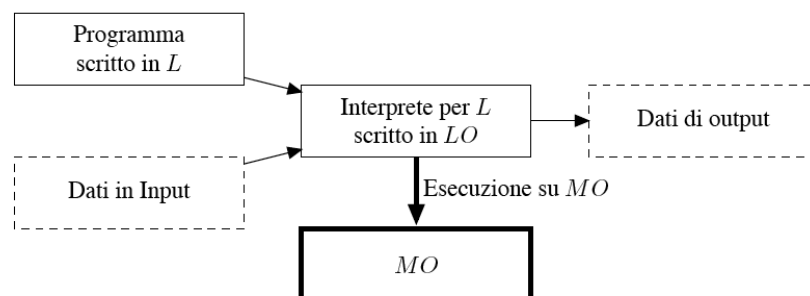 Programma
scritto in L
Interprete per L
scritto in LO
Dati di output
Dati in Input
Esecuzione su MO
MO